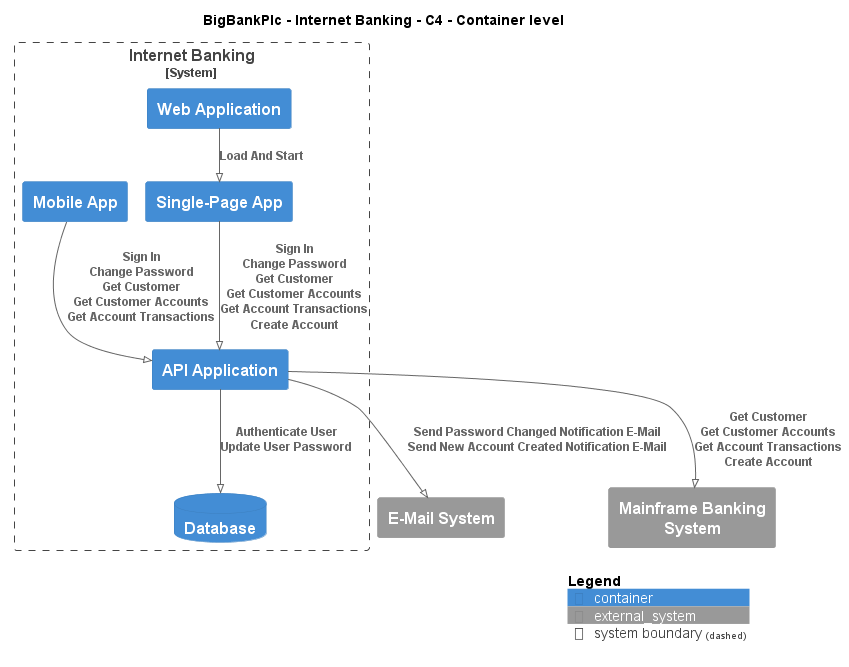 BigBankPlc - Internet Banking - C4 - Container level
Internet Banking
[System]
Web Application
Load And Start
Mobile App
Single-Page App
Sign In
Change Password
Get Customer
Get Customer Accounts
Get Account Transactions
Sign In
Change Password
Get Customer
Get Customer Accounts
Get Account Transactions
Create Account
API Application
Authenticate User
Update User Password
Send Password Changed Notification E-Mail
Send New Account Created Notification E-Mail
Get Customer
Get Customer Accounts
Get Account Transactions
Create Account
Database
E-Mail System
Mainframe Banking
System
Legend
container
external_system
system boundary (dashed)